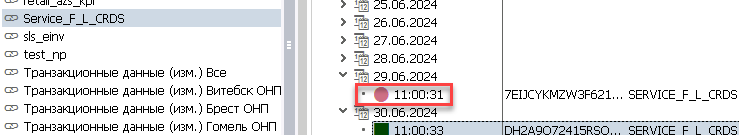 retail_azs_kpi
Service_F_L_CRDS
sls_einv
test_np
Транзакционные данные (изм.) Все
Транзакционные данные (изм.) Витебск ОНП
Транзакционные данные (изм.) Брест ОНП
Транзакционные данные (изм.) Гомель ОНП
25.06.2024
26.06.2024
27.06.2024
28.06.2024
29.06.2024
11:00:31 7EIJCYKMZW3F621... SERVICE_F_L_CRDS
30.06.2024
11:00:33 DH2A9O72415RSO... SERVICE_F_L_CRDS